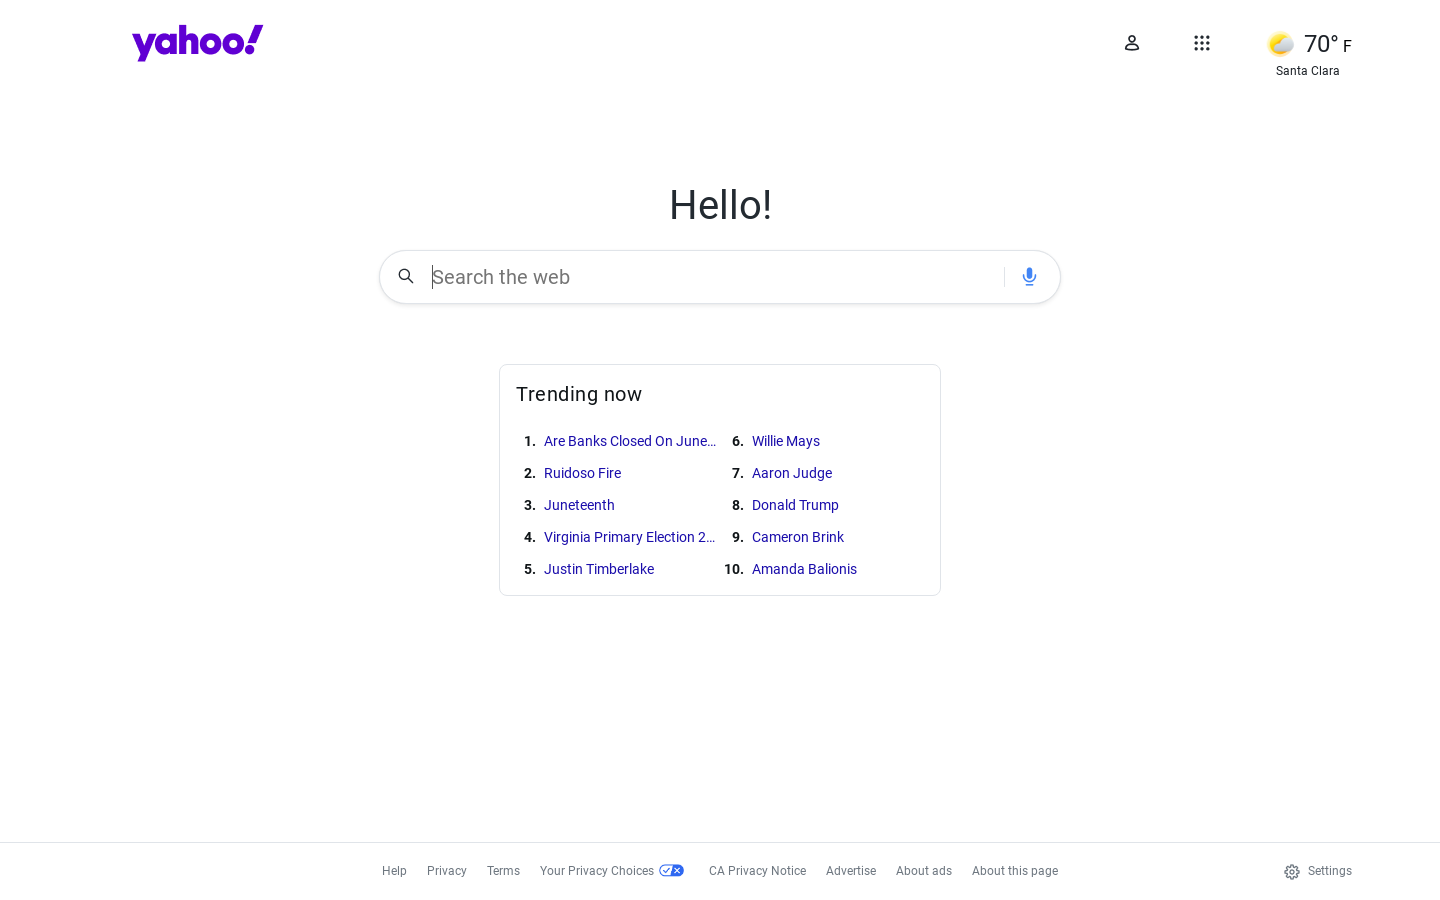 yahoo!
70° F
Santa Clara
Hello!
Search the web
Trending now
1. Are Banks Closed On June...
2. Ruidoso Fire
3. Juneteenth
4. Virginia Primary Election 2...
5. Justin Timberlake
6. Willie Mays
7. Aaron Judge
8. Donald Trump
9. Cameron Brink
10. Amanda Balionis
Help Privacy Terms Your Privacy Choices CA Privacy Notice Advertise About ads About this page Settings